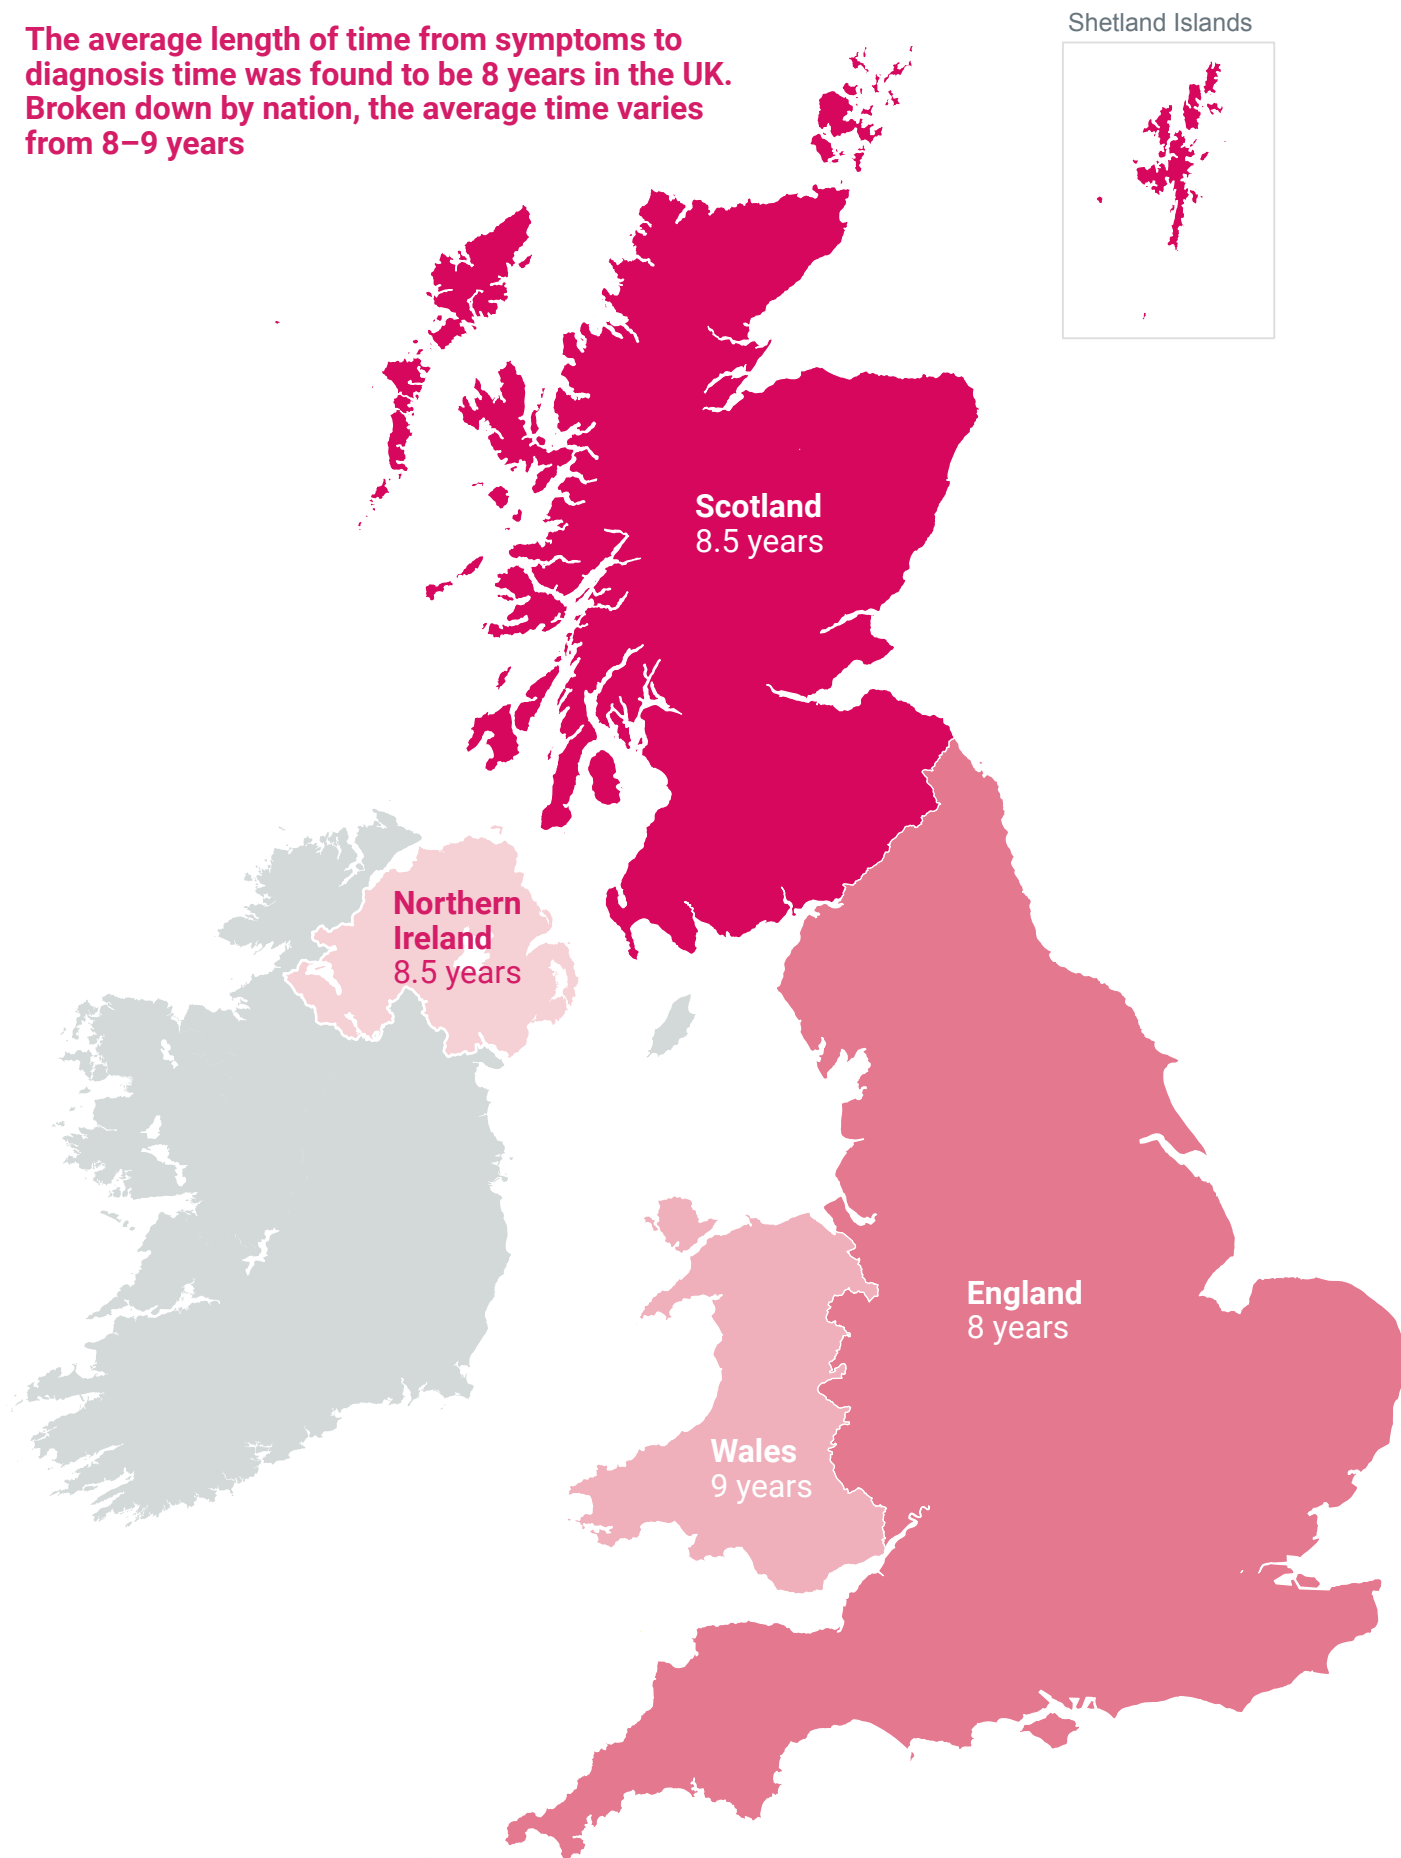 The average length of time from symptoms to
diagnosis time was found to be 8 years in the UK.
Broken down by nation, the average time varies
from 8–9 years
Shetland Islands
Scotland
8.5 years
Northern
Ireland
8.5 years
England
8 years
Wales
9 years